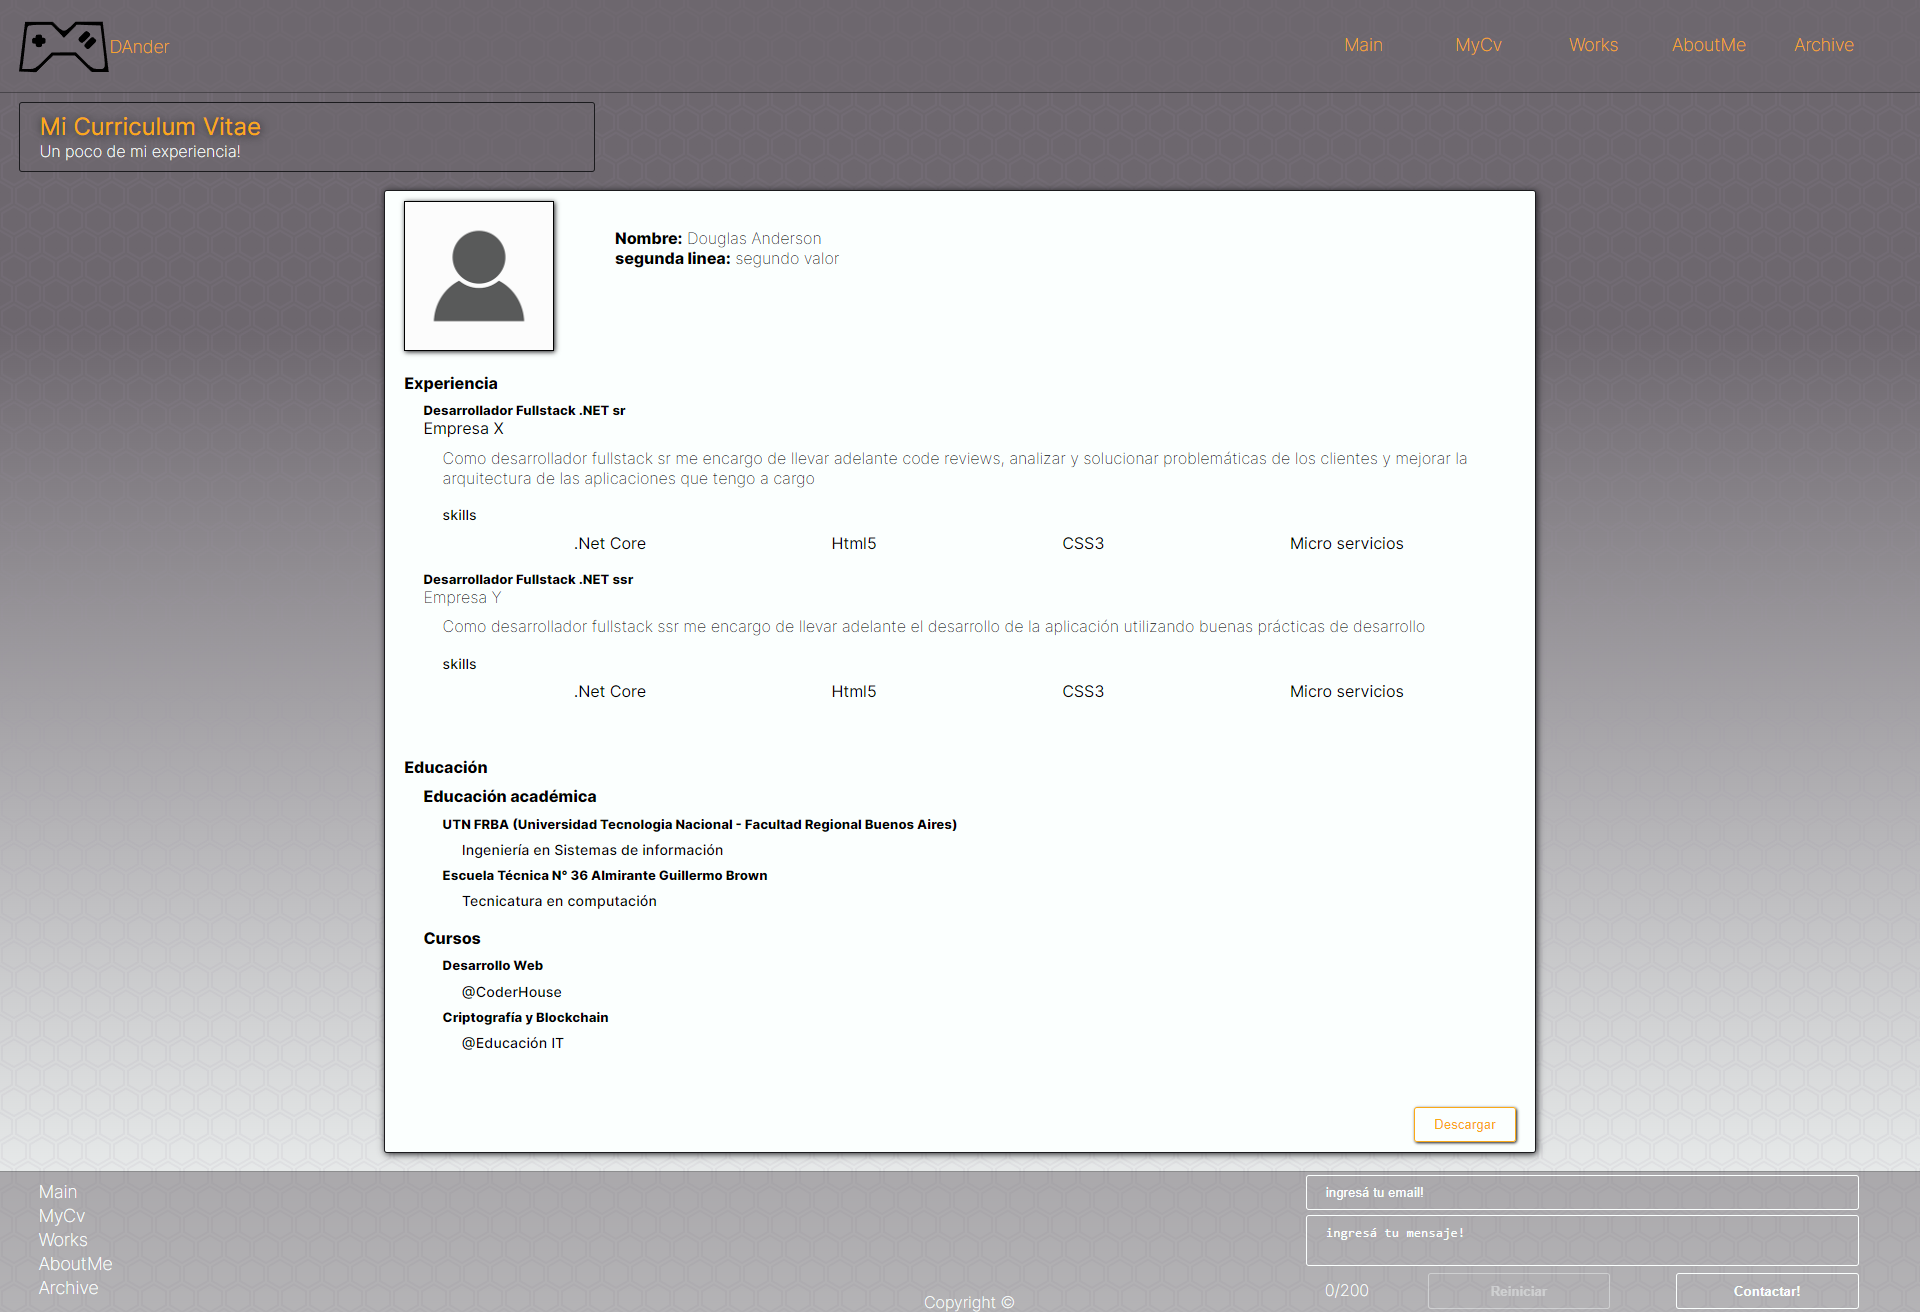 DAnder
Main MyCv Works AboutMe Archive
Mi Curriculum Vitae
Un poco de mi experiencia!
Nombre: Douglas Anderson
segunda linea: segundo valor
Experiencia
Desarrollador Fullstack .NET sr
Empresa X
Como desarrollador fullstack sr me encargo de llevar adelante code reviews, analizar y solucionar problemáticas de los clientes y mejorar la
arquitectura de las aplicaciones que tengo a cargo
skills
.Net Core Html5 CSS3 Micro servicios
Desarrollador Fullstack .NET ssr
Empresa Y
Como desarrollador fullstack ssr me encargo de llevar adelante el desarrollo de la aplicación utilizando buenas prácticas de desarrollo
skills
.Net Core Html5 CSS3 Micro servicios
Educación
Educación académica
UTN FRBA (Universidad Tecnologia Nacional - Facultad Regional Buenos Aires)
Ingeniería en Sistemas de información
Escuela Técnica N° 36 Almirante Guillermo Brown
Tecnicatura en computación
Cursos
Desarrollo Web
@CoderHouse
Criptografía y Blockchain
@Educación IT
Descargar
Main
MyCv
Works
AboutMe
Archive
Copyright ©
ingresá tu email!
ingresá tu mensaje!
0/200 Reiniciar Contactar!